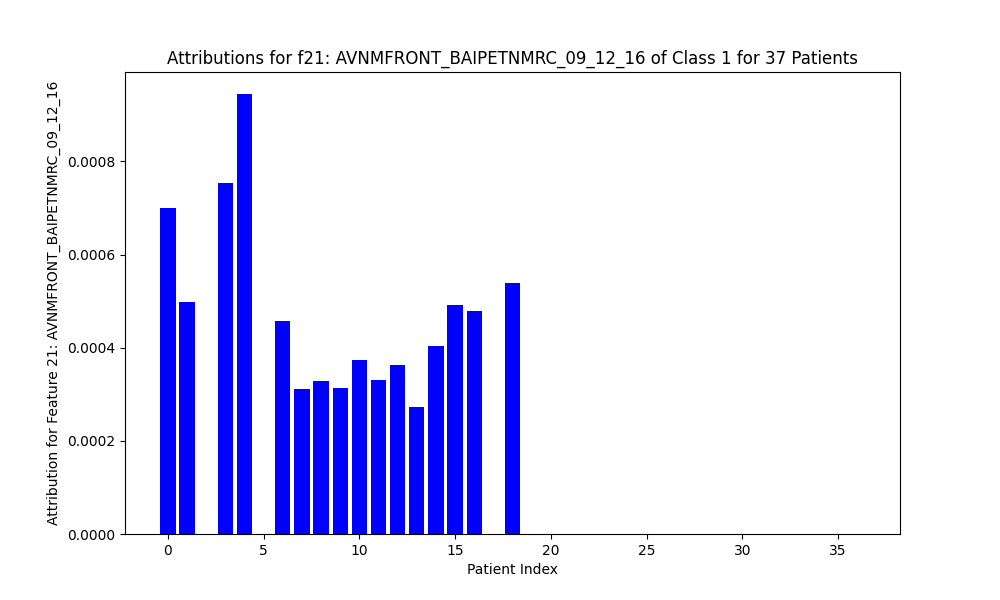 Attributions for f21: AVNMFRONT_BAIPETNMRC_09_12_16 of Class 1 for 37 Patients
Attribution for Feature 21: AVNMFRONT_BAIPETNMRC_09_12_16
0.0008
0.0006
0.0004
0.0002
0.0000
0 5 10 15 20 25 30 35
Patient Index